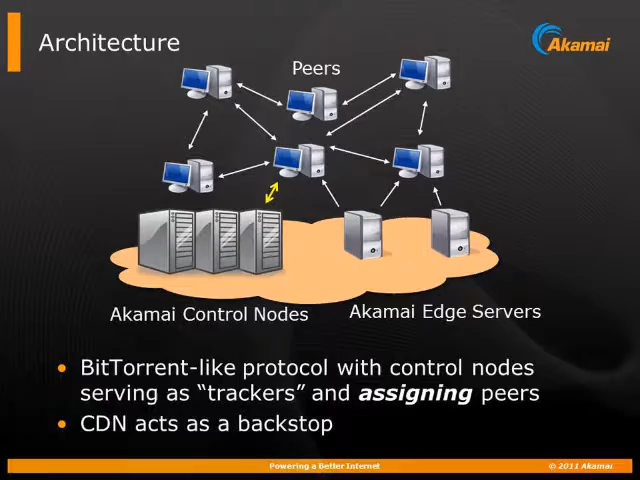 Architecture
Akamai
Peers
Akamai Control Nodes
Akamai Edge Servers
• BitTorrent-like protocol with control nodes
serving as “trackers” and assigning peers
• CDN acts as a backstop
Powering a Better Internet
© 2011 Akamai